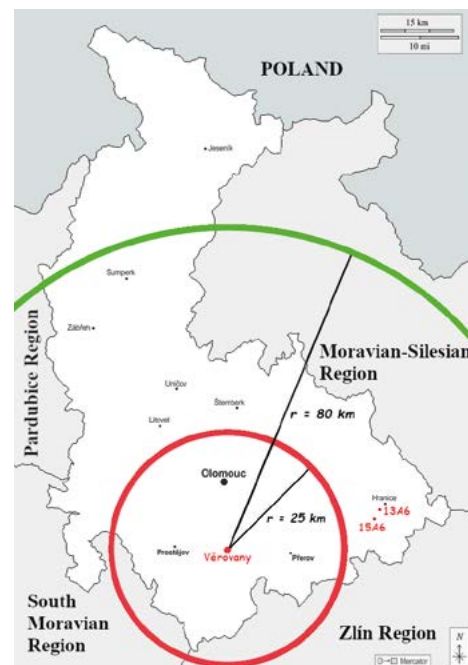 15 km
10 mi
POLAND
Jeseník
Šumperk
Zábřeh
Pardubice Region
Moravian-Silesian
Region
Uničov
Šternberk
Litovel
r = 80 km
Olomouc
Hranice
13A6
15A6
r = 25 km
Prostějov
Věrovany
Přerov
South
Moravian
Region
Zlín Region
N
Mercator